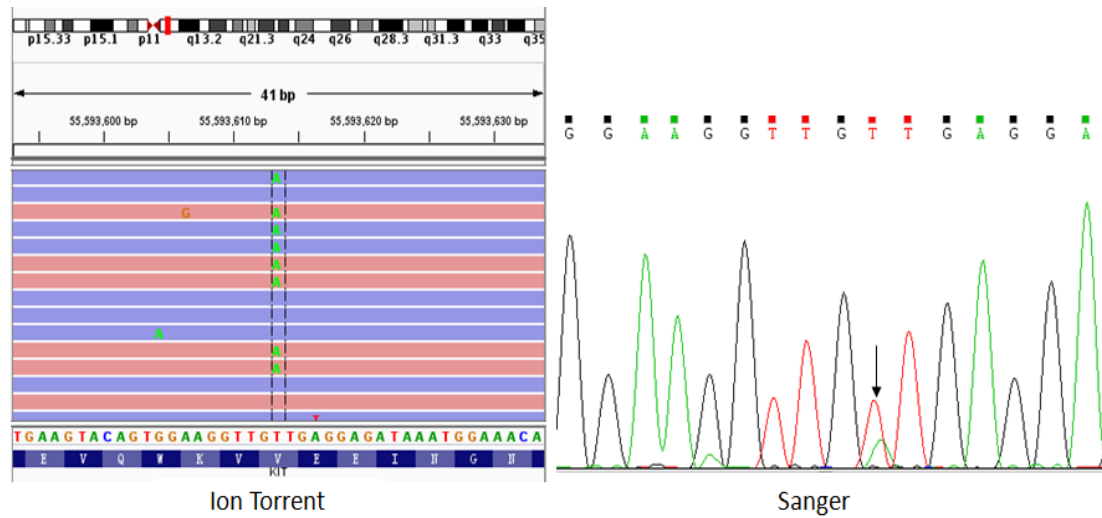 p15.33 p15.1 p11 q13.2 q21.3 q24 q26 q28.3 q31.3 q33 q35
41 bp
55,593,600 bp 55,593,610 bp 55,593,620 bp 55,593,630 bp
A
G A
A
A
A
A
A
A
A
T
TGAAGTACAGTGGAAGGTTGTTGAGGAGATAAATGGAAACA
E V Q W K V V E E I N G N
KIT
Ion Torrent
G G A A G G T T G T T G A G G A
Sanger